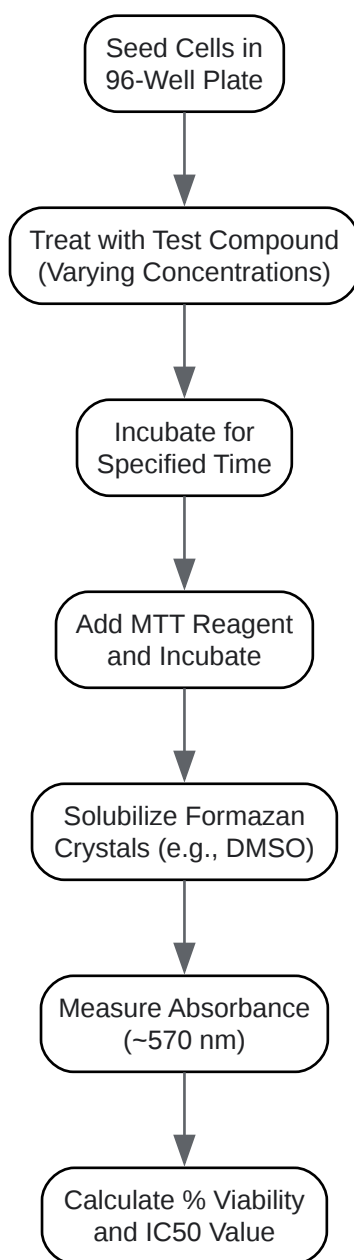 Seed Cells in
96-Well Plate
Treat with Test Compound
(Varying Concentrations)
Incubate for
Specified Time
Add MTT Reagent
and Incubate
Solubilize Formazan
Crystals (e.g., DMSO)
Measure Absorbance
(~570 nm)
Calculate % Viability
and IC50 Value